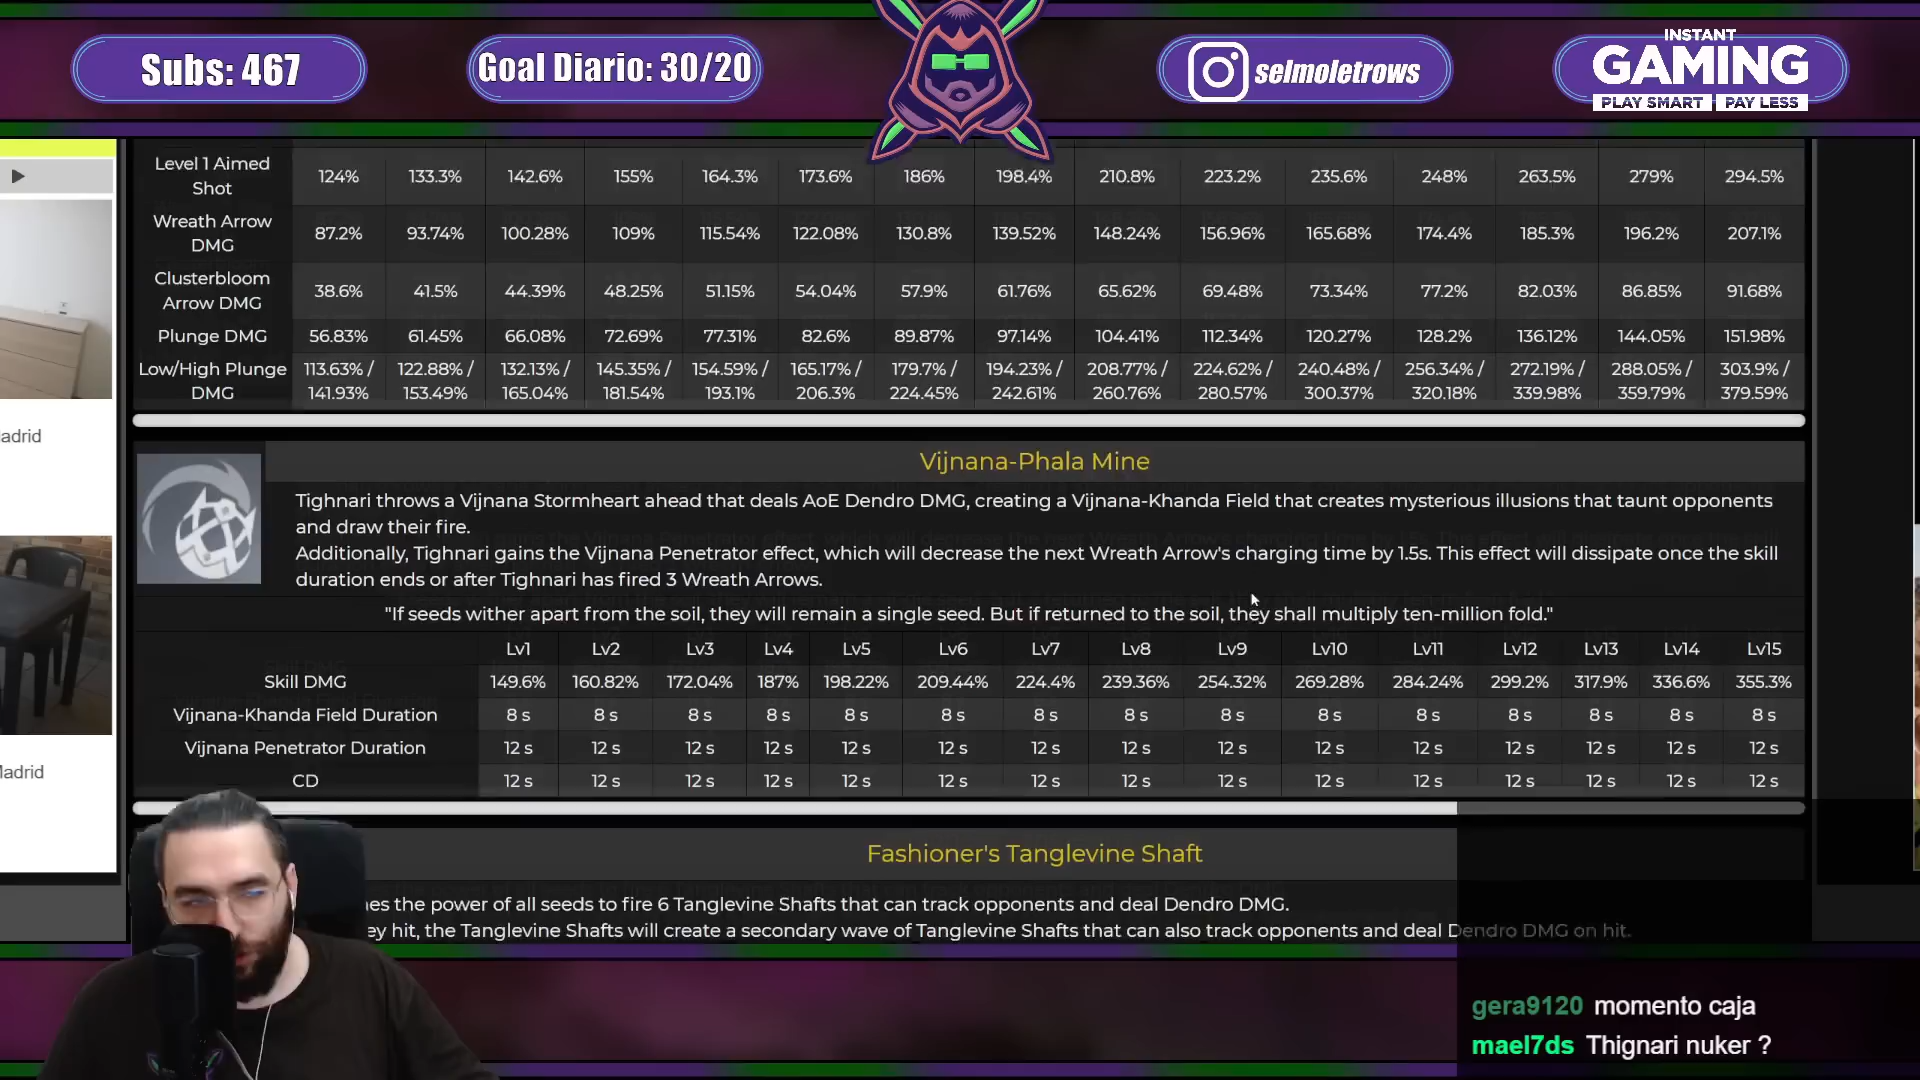 Subs: 467
Goal Diario: 30/20
selmoletrows
INSTANT
GAMING
PLAY SMART PAY LESS
Level 1 Aimed
Shot
124% 133.3% 142.6% 155% 164.3% 173.6% 186% 198.4% 210.8% 223.2% 235.6% 248% 263.5% 279% 294.5%
Wreath Arrow
DMG
87.2% 93.74% 100.28% 109% 115.54% 122.08% 130.8% 139.52% 148.24% 156.96% 165.68% 174.4% 185.3% 196.2% 207.1%
Clusterbloom
Arrow DMG
38.6% 41.5% 44.39% 48.25% 51.15% 54.04% 57.9% 61.76% 65.62% 69.48% 73.34% 77.2% 82.03% 86.85% 91.68%
Plunge DMG 56.83% 61.45% 66.08% 72.69% 77.31% 82.6% 89.87% 97.14% 104.41% 112.34% 120.27% 128.2% 136.12% 144.05% 151.98%
Low/High Plunge 113.63% / 122.88% / 132.13% / 145.35% / 154.59% / 165.17% / 179.7% / 194.23% / 208.77% / 224.62% / 240.48% / 256.34% / 272.19% / 288.05% / 303.9% /
DMG 141.93% 153.49% 165.04% 181.54% 193.1% 206.3% 224.45% 242.61% 260.76% 280.57% 300.37% 320.18% 339.98% 359.79% 379.59%
adrid
Vijnana-Phala Mine
Tighnari throws a Vijnana Stormheart ahead that deals AoE Dendro DMG, creating a Vijnana-Khanda Field that creates mysterious illusions that taunt opponents
and draw their fire.
Additionally, Tighnari gains the Vijnana Penetrator effect, which will decrease the next Wreath Arrow's charging time by 1.5s. This effect will dissipate once the skill
duration ends or after Tighnari has fired 3 Wreath Arrows.
"If seeds wither apart from the soil, they will remain a single seed. But if returned to the soil, they shall multiply ten-million fold."
Lv1 Lv2 Lv3 Lv4 Lv5 Lv6 Lv7 Lv8 Lv9 Lv10 Lv11 Lv12 Lv13 Lv14 Lv15
Skill DMG 149.6% 160.82% 172.04% 187% 198.22% 209.44% 224.4% 239.36% 254.32% 269.28% 284.24% 299.2% 317.9% 336.6% 355.3%
Vijnana-Khanda Field Duration 8 s 8 s 8 s 8 s 8 s 8 s 8 s 8 s 8 s 8 s 8 s 8 s 8 s 8 s 8 s
Vijnana Penetrator Duration 12 s 12 s 12 s 12 s 12 s 12 s 12 s 12 s 12 s 12 s 12 s 12 s 12 s 12 s 12 s
CD 12 s 12 s 12 s 12 s 12 s 12 s 12 s 12 s 12 s 12 s 12 s 12 s 12 s 12 s 12 s
adrid
Fashioner's Tanglevine Shaft
es the power of all seeds to fire 6 Tanglevine Shafts that can track opponents and deal Dendro DMG.
ey hit, the Tanglevine Shafts will create a secondary wave of Tanglevine Shafts that can also track opponents and deal Dendro DMG on hit.
gera9120 momento caja
mael7ds Thignari nuker ?